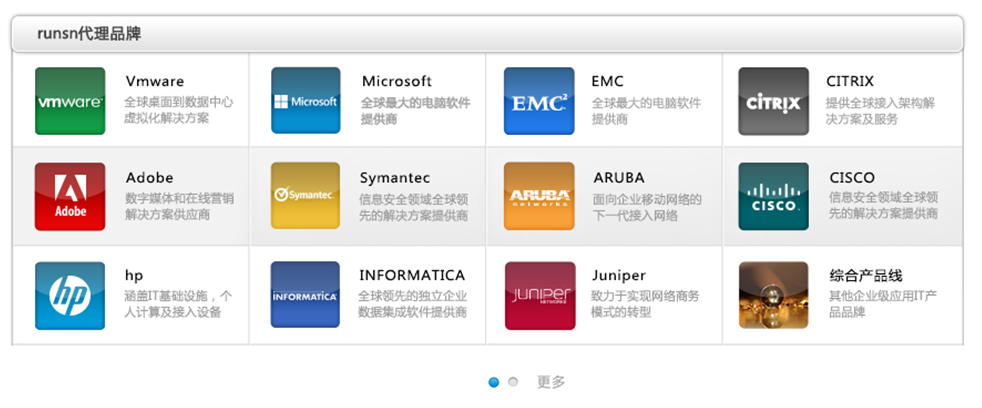 runsn代理品牌
vmware
Vmware
全球桌面到数据中心
虚拟化解决方案
Microsoft
Microsoft
全球最大的电脑软件
提供商
EMC²
EMC
全球最大的电脑软件
提供商
CiTRIX
CITRIX
提供全球接入架构解
决方案及服务
Adobe
Adobe
数字媒体和在线营销
解决方案供应商
Symantec.
Symantec
信息安全领域全球领
先的解决方案提供商
ARUBA
networks
ARUBA
面向企业移动网络的
下一代接入网络
CISCO.
CISCO
信息安全领域全球领
先的解决方案提供商
hp
hp
涵盖IT基础设施，个
人计算及接入设备
INFORMATICA
INFORMATICA
全球领先的独立企业
数据集成软件提供商
JUNIPer
NETWORKS
Juniper
致力于实现网络商务
模式的转型
综合产品线
其他企业级应用IT产
品品牌
更多